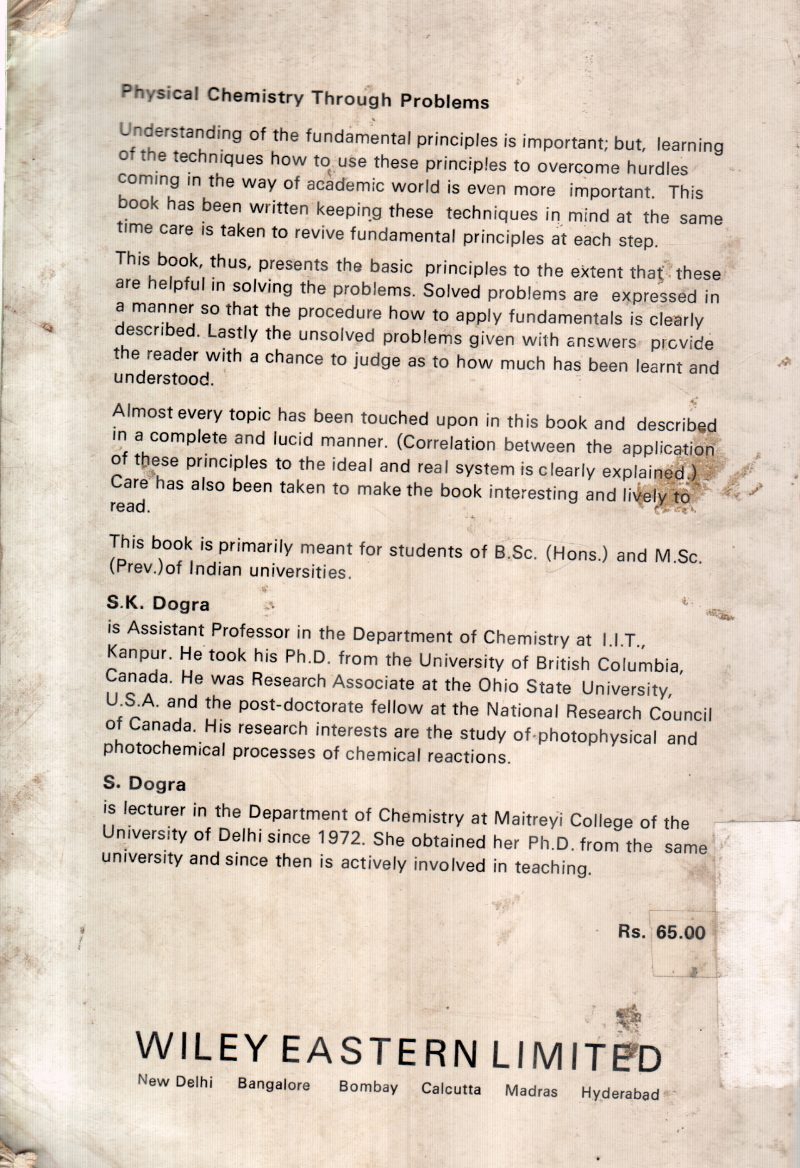 Physical Chemistry Through Problems
Understanding of the fundamental principles is important; but, learning
of the techniques how to use these principles to overcome hurdles
coming in the way of academic world is even more important. This
book has been written keeping these techniques in mind at the same
time care is taken to revive fundamental principles at each step.
This book, thus, presents the basic principles to the extent that these
are helpful in solving the problems. Solved problems are expressed in
a manner so that the procedure how to apply fundamentals is clearly
described. Lastly the unsolved problems given with answers provide
the reader with a chance to judge as to how much has been learnt and
understood.
Almost every topic has been touched upon in this book and described
in a complete and lucid manner. (Correlation between the application
of these principles to the ideal and real system is clearly explained.)
Care has also been taken to make the book interesting and lively to
read.
This book is primarily meant for students of B.Sc. (Hons.) and M.Sc.
(Prev.)of Indian universities.
S.K. Dogra
is Assistant Professor in the Department of Chemistry at I.I.T.,
Kanpur. He took his Ph.D. from the University of British Columbia,
Canada. He was Research Associate at the Ohio State University,
U.S.A. and the post-doctorate fellow at the National Research Council
of Canada. His research interests are the study of photophysical and
photochemical processes of chemical reactions.
S. Dogra
is lecturer in the Department of Chemistry at Maitreyi College of the
University of Delhi since 1972. She obtained her Ph.D. from the same
university and since then is actively involved in teaching.
Rs. 65.00
WILEY EASTERN LIMITED
New Delhi Bangalore Bombay Calcutta Madras Hyderabad